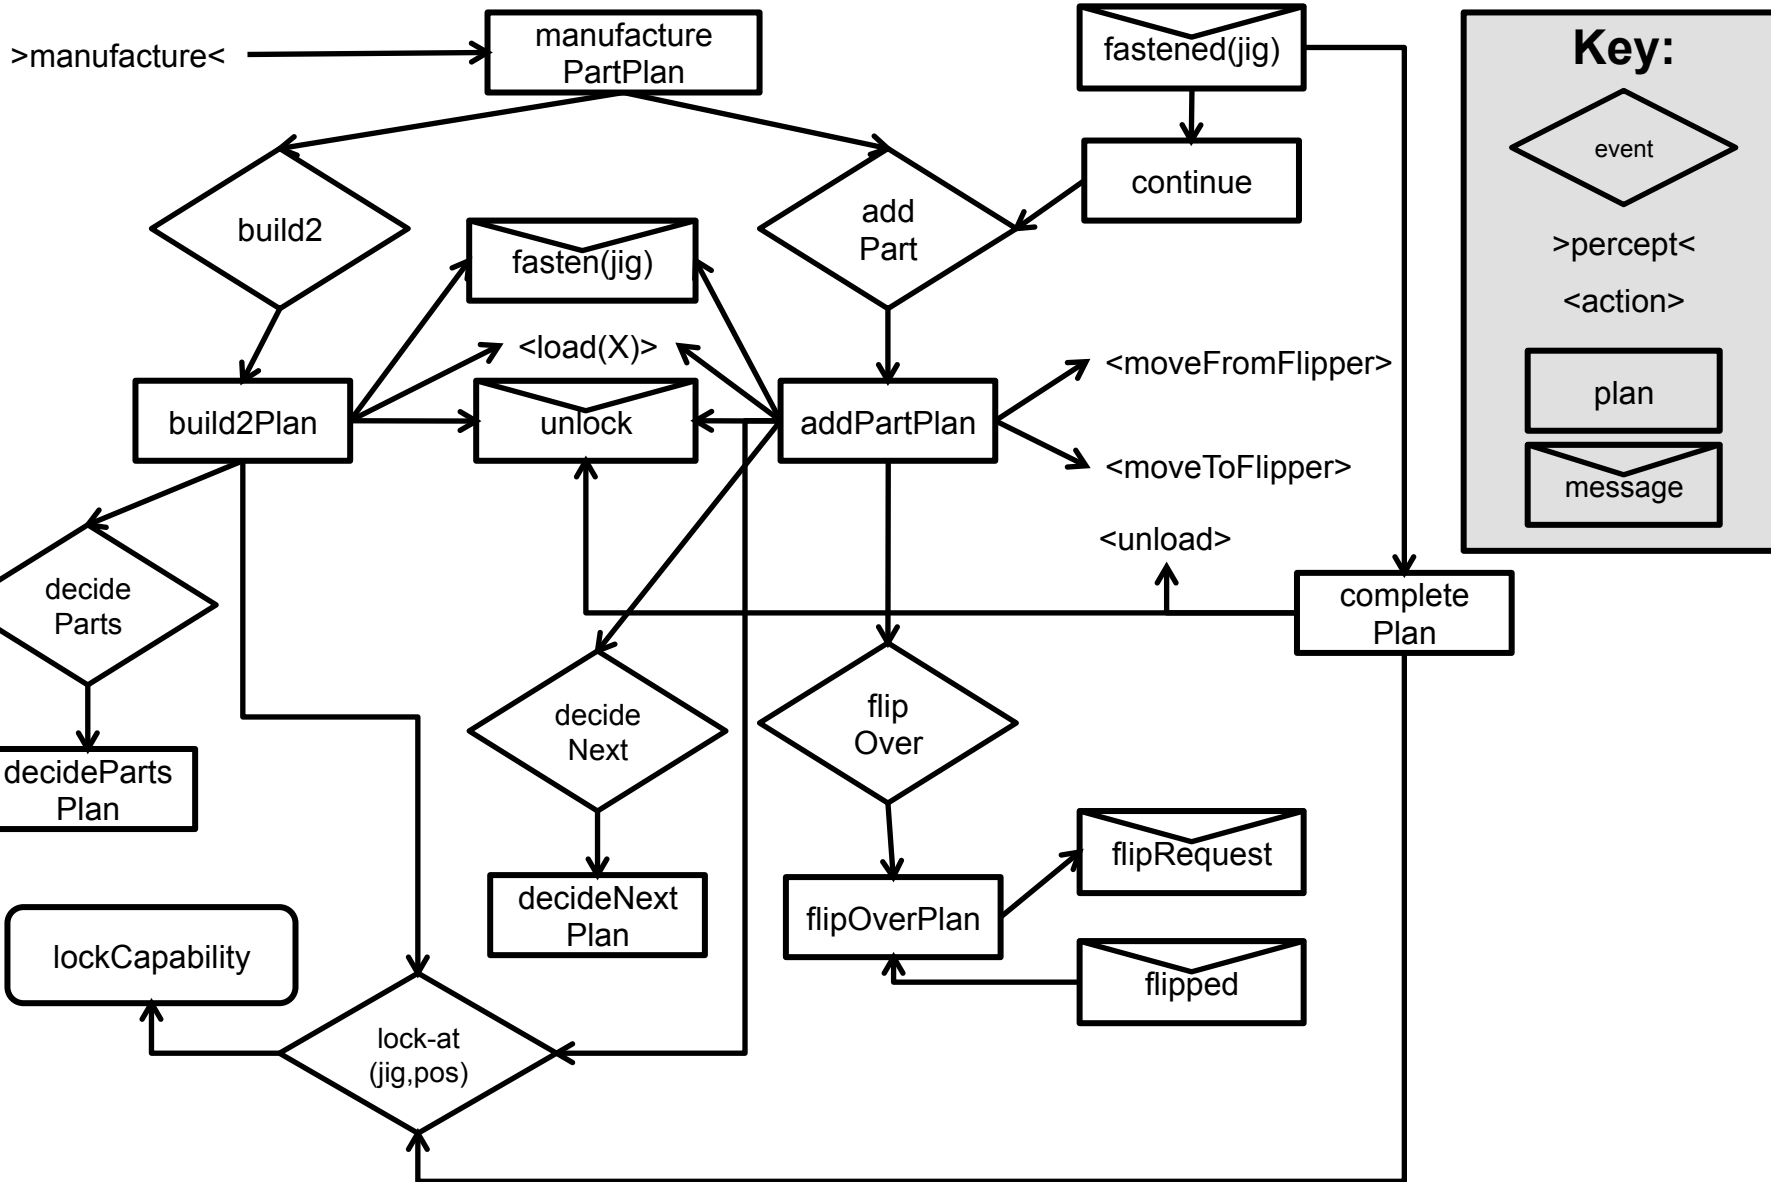 >manufacture<
manufacture
PartPlan
fastened(jig)
Key:
event
>percept<
<action>
plan
message
continue
build2
add
Part
fasten(jig)
<load(X)>
<moveFromFlipper>
build2Plan
unlock
addPartPlan
<moveToFlipper>
<unload>
decide
Parts
complete
Plan
decide
Next
flip
Over
decideParts
Plan
flipRequest
decideNext
Plan
flipOverPlan
lockCapability
flipped
lock-at
(jig,pos)